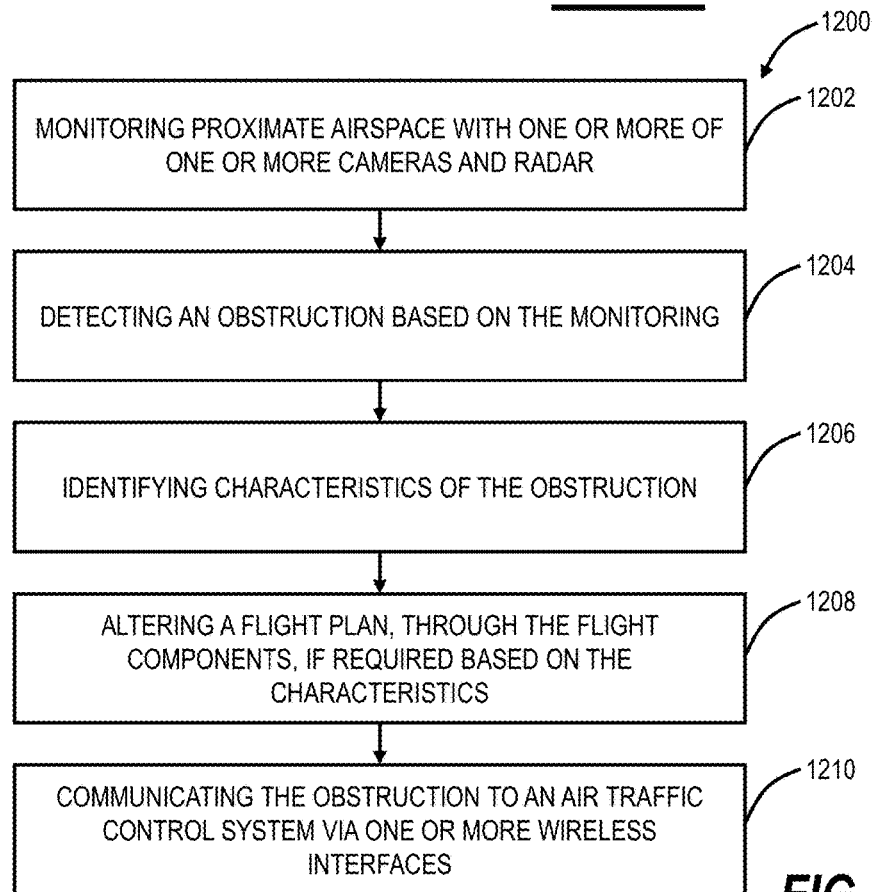 1200
1202
MONITORING PROXIMATE AIRSPACE WITH ONE OR MORE OF
ONE OR MORE CAMERAS AND RADAR
1204
DETECTING AN OBSTRUCTION BASED ON THE MONITORING
1206
IDENTIFYING CHARACTERISTICS OF THE OBSTRUCTION
1208
ALTERING A FLIGHT PLAN, THROUGH THE FLIGHT
COMPONENTS, IF REQUIRED BASED ON THE
CHARACTERISTICS
1210
COMMUNICATING THE OBSTRUCTION TO AN AIR TRAFFIC
CONTROL SYSTEM VIA ONE OR MORE WIRELESS
INTERFACES
FIG